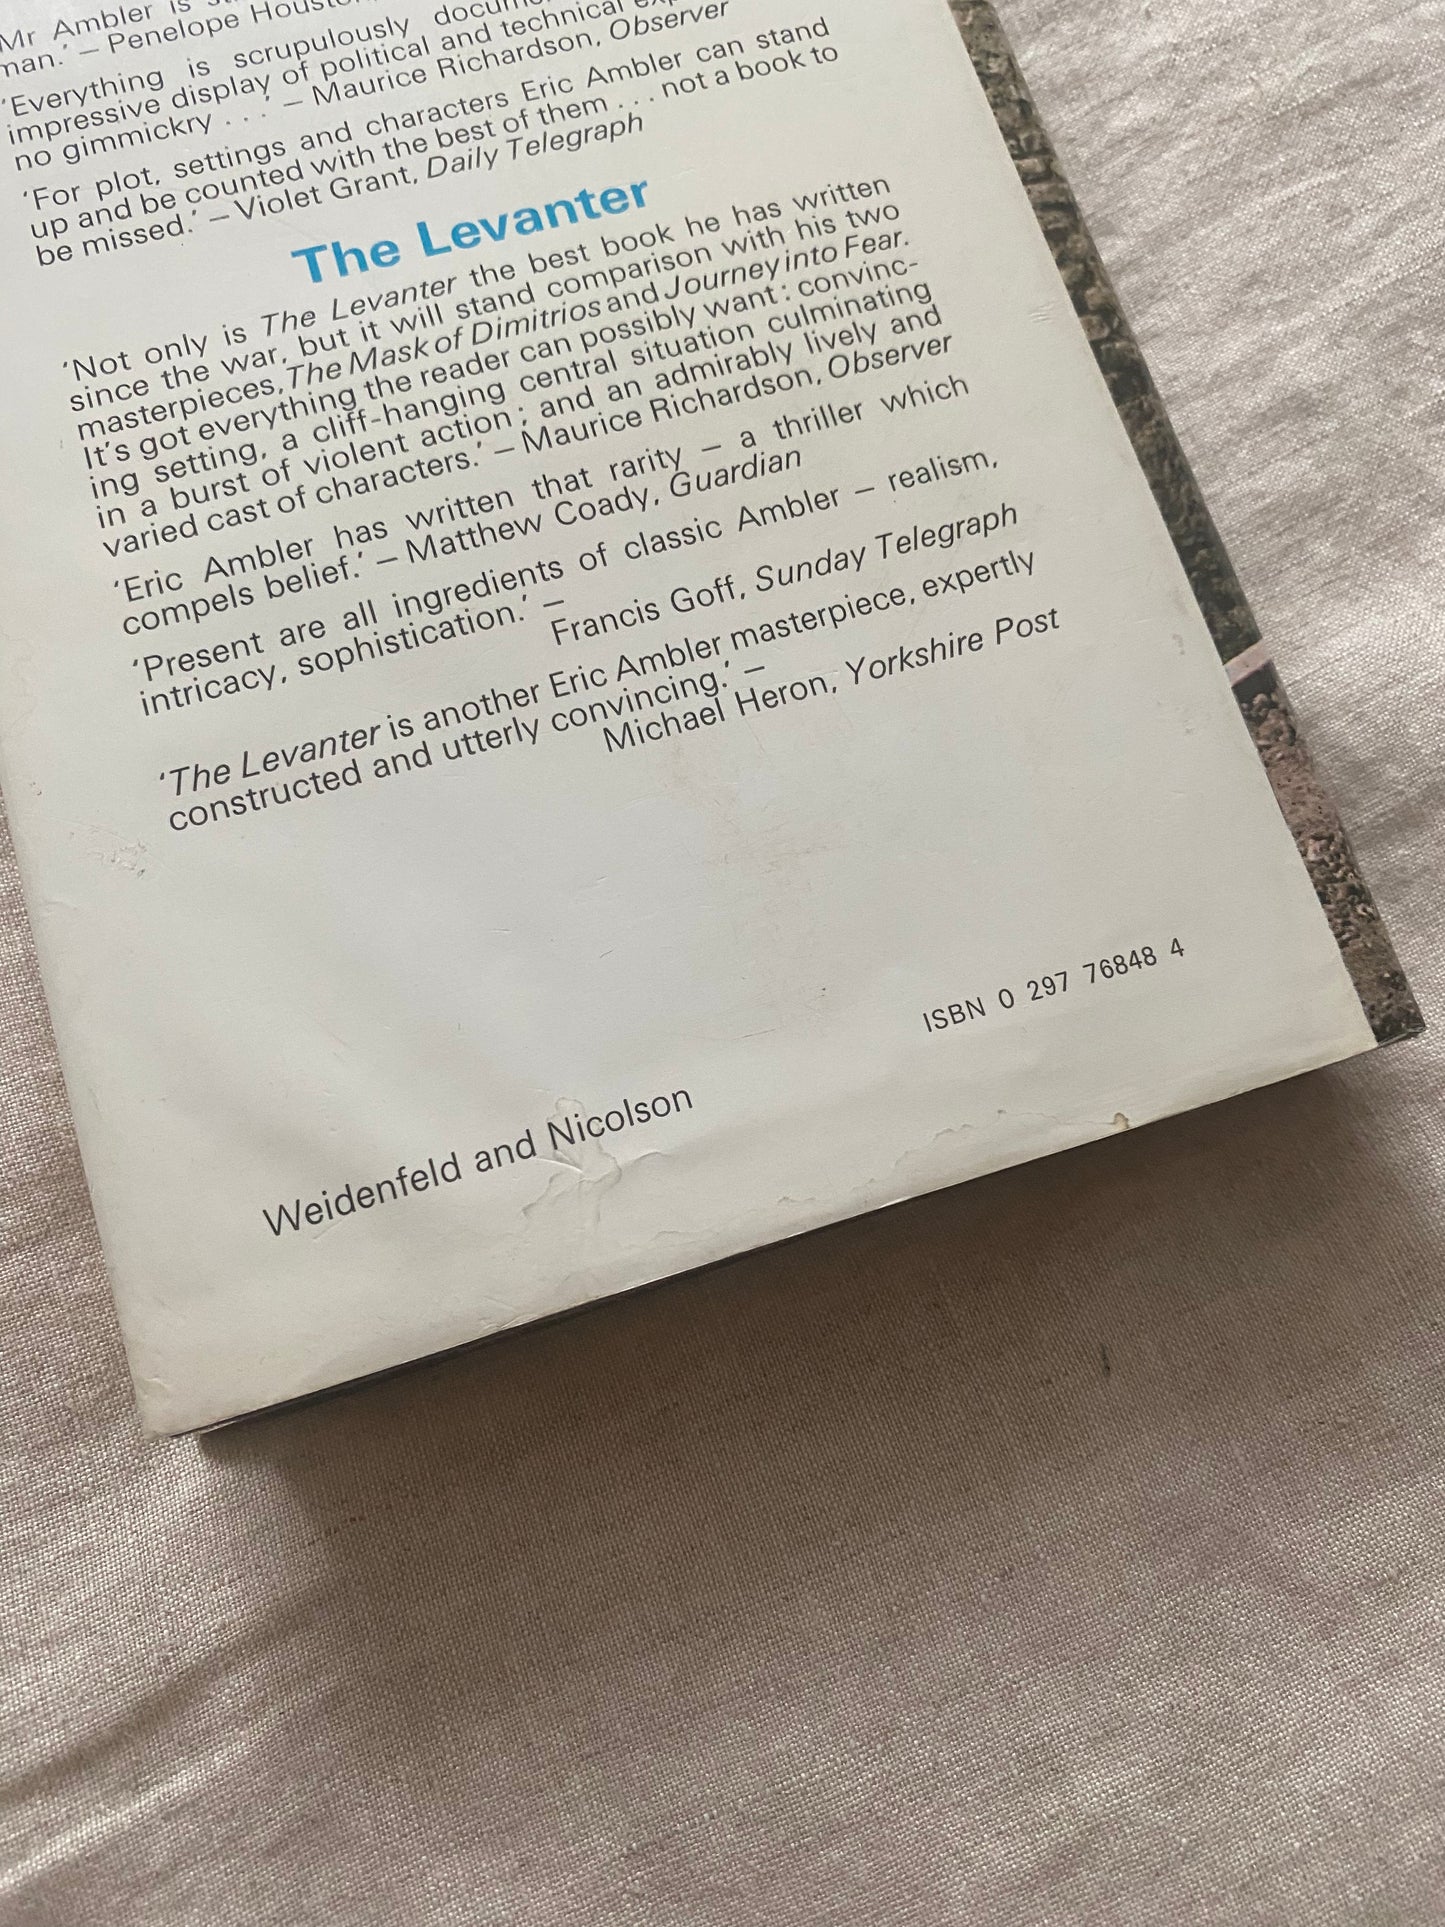 Mr Ambler is
man.' – Penelope
'Everything is scrupulously
impressive display of political and technical
no gimmickry . . .' – Maurice Richardson, Observer
'For plot, settings and characters Eric Ambler can stand
up and be counted with the best of them . . . not a book to
be missed.' – Violet Grant, Daily Telegraph
The Levanter
'Not only is The Levanter the best book he has written
since the war, but it will stand comparison with his two
masterpieces, The Mask of Dimitrios and Journey into Fear.
It's got everything the reader can possibly want: convinc-
ing setting, a cliff-hanging central situation culminating
in a burst of violent action; and an admirably lively and
varied cast of characters.' – Maurice Richardson, Observer
'Eric Ambler has written that rarity – a thriller which
compels belief.' – Matthew Coady, Guardian
'Present are all ingredients of classic Ambler – realism,
intricacy, sophistication.' –
Francis Goff, Sunday Telegraph
'The Levanter is another Eric Ambler masterpiece, expertly
constructed and utterly convincing.' –
Michael Heron, Yorkshire Post
ISBN 0 297 76848 4
Weidenfeld and Nicolson